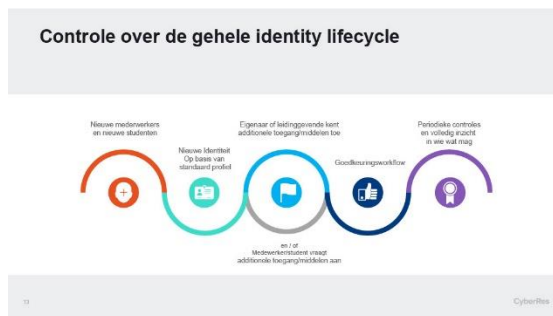 Controle over de gehele identity lifecycle
Nieuwe medewerkers
en nieuwe studenten
Nieuwe Identiteit
Op basis van
standaard profiel
Eigenaar of leidinggevende kent
additionele toegang/middelen toe
en / of
Medewerker/student vraagt
additionele toegang/middelen aan
Goedkeuringsworkflow
Periodieke controles
en volledig inzicht
in wie wat mag
CyberRes